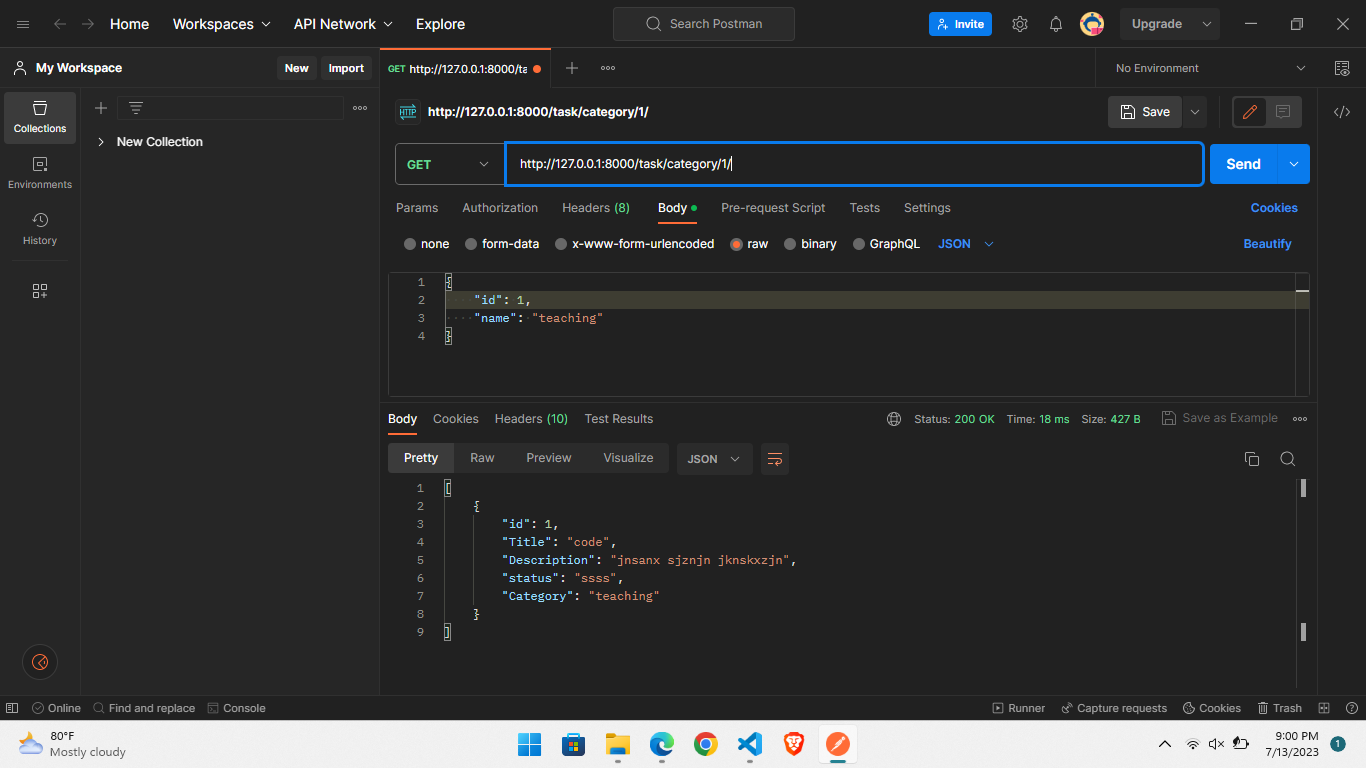 Home Workspaces API Network Explore Search Postman Invite Upgrade
My Workspace New Import GET http://127.0.0.1:8000/ta No Environment
Collections
Environments
History
New Collection
HTTP http://127.0.0.1:8000/task/category/1/ Save
GET http://127.0.0.1:8000/task/category/1/ Send
Params Authorization Headers (8) Body Pre-request Script Tests Settings Cookies
none form-data x-www-form-urlencoded raw binary GraphQL JSON Beautify
1 {
2 "id": 1,
3 "name": "teaching"
4 }
Body Cookies Headers (10) Test Results Status: 200 OK Time: 18 ms Size: 427 B Save as Example
Pretty Raw Preview Visualize JSON
1 [
2 {
3 "id": 1,
4 "Title": "code",
5 "Description": "jnsanx sjznjn jknskxzjn",
6 "status": "ssss",
7 "Category": "teaching"
8 }
9 ]
Online Find and replace Console Runner Capture requests Cookies Trash
80°F
Mostly cloudy
9:00 PM
7/13/2023
1